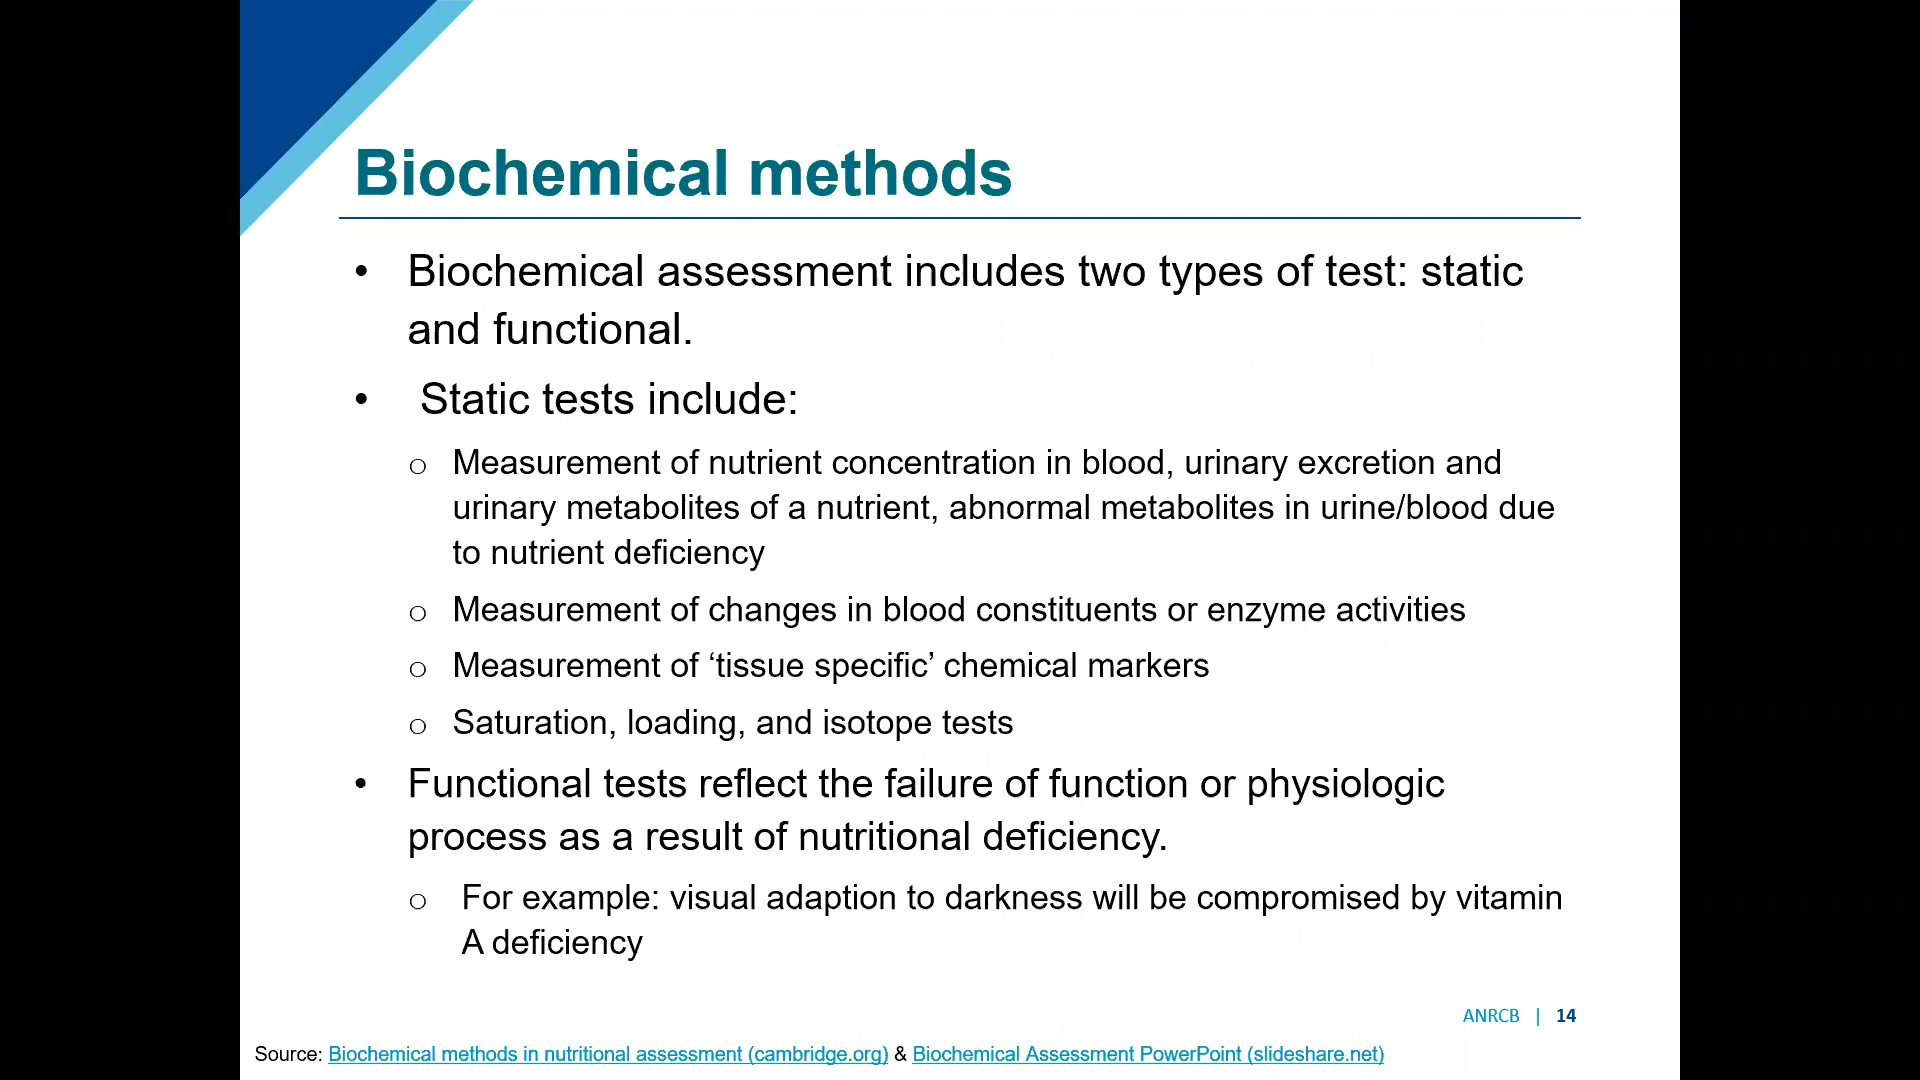 Biochemical methods
• Biochemical assessment includes two types of test: static
and functional.
• Static tests include:
o Measurement of nutrient concentration in blood, urinary excretion and
urinary metabolites of a nutrient, abnormal metabolites in urine/blood due
to nutrient deficiency
o Measurement of changes in blood constituents or enzyme activities
o Measurement of ‘tissue specific’ chemical markers
o Saturation, loading, and isotope tests
• Functional tests reflect the failure of function or physiologic
process as a result of nutritional deficiency.
o For example: visual adaption to darkness will be compromised by vitamin
A deficiency
ANRCB | 14
Source: Biochemical methods in nutritional assessment (cambridge.org) & Biochemical Assessment PowerPoint (slideshare.net)